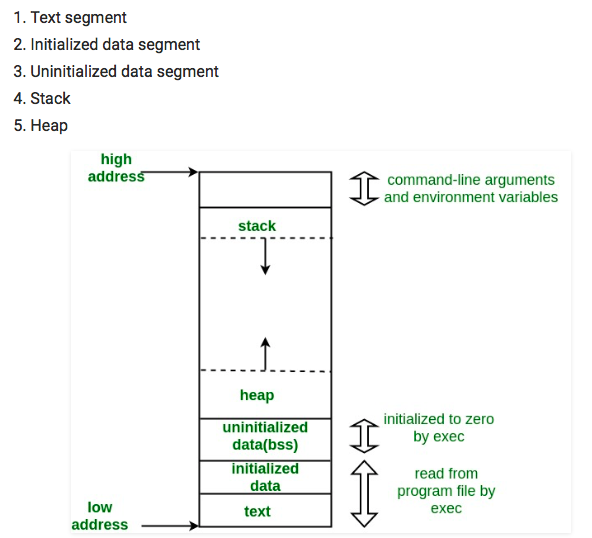 1. Text segment
2. Initialized data segment
3. Uninitialized data segment
4. Stack
5. Heap
high
address
command-line arguments
and environment variables
stack
heap
uninitialized
data(bss)
initialized to zero
by exec
initialized
data
read from
program file by
exec
text
low
address